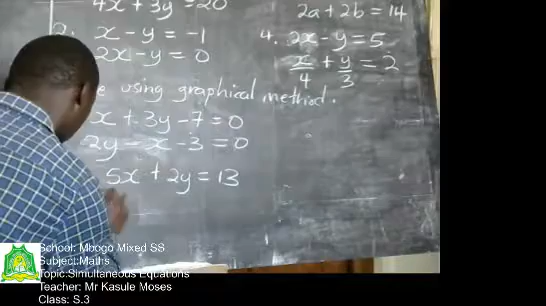 4x + 3y = 20
2. x - y = -1
2x - y = 0
2a + 2b = 14
4. 2x - y = 5
x/4 + y/3 = 2
using graphical method.
x + 3y - 7 = 0
2y - x - 3 = 0
5x + 2y = 13
School: Mbogo Mixed SS
Subject:Maths
Topic:Simultaneous Equations
Teacher: Mr Kasule Moses
Class: S.3